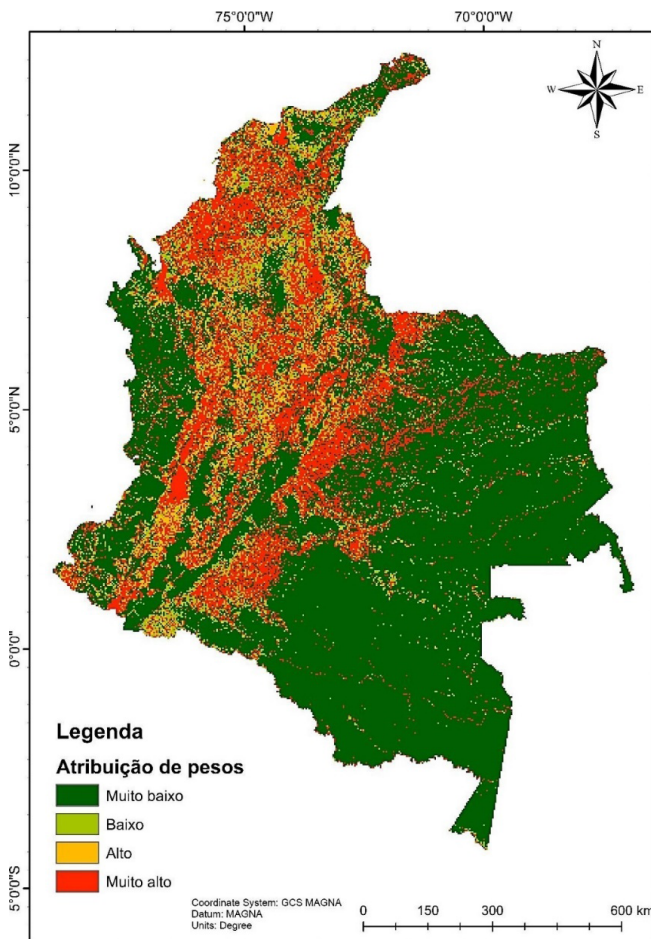 75°0'0"W
70°0'0"W
N
W
E
S
10°0'0"N
5°0'0"N
0°0'0"
5°0'0"S
Legenda
Atribuição de pesos
Muito baixo
Baixo
Alto
Muito alto
Coordinate System: GCS MAGNA
Datum: MAGNA
Units: Degree
0 150 300 600 km